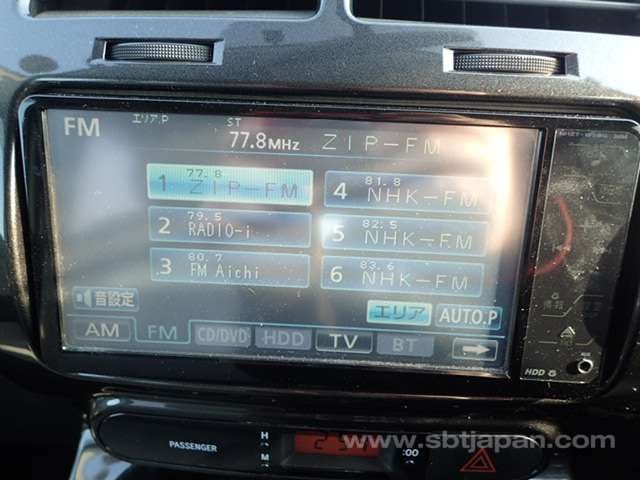 エリア.P ST
FM 77.8MHz ZIP-FM
1 77.8 ZIP-FM
4 81.8 NHK-FM
2 79.5 RADIO-i
5 82.5 NHK-FM
3 80.7 FM Aichi
6 83.6 NHK-FM
音設定 エリア AUTO.P
AM FM CD/DVD HDD TV BT
HDD
PASSENGER
H
M
:00
www.sbtjapan.com